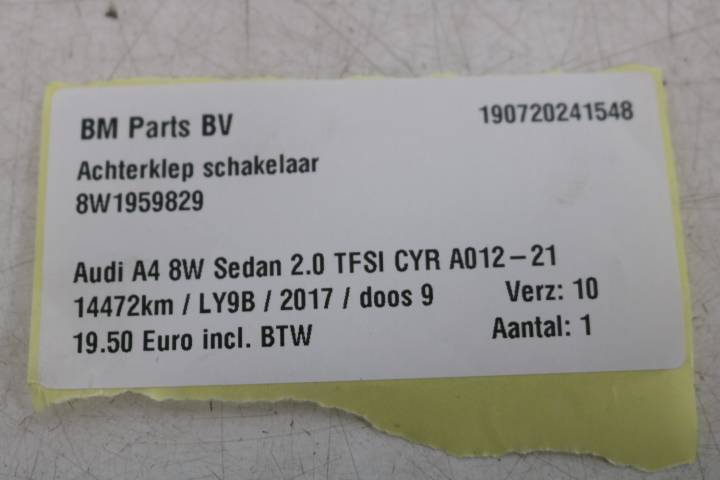 BM Parts BV 190720241548
Achterklep schakelaar
8W1959829
Audi A4 8W Sedan 2.0 TFSI CYR A012-21
14472km / LY9B / 2017 / doos 9 Verz: 10
19.50 Euro incl. BTW Aantal: 1